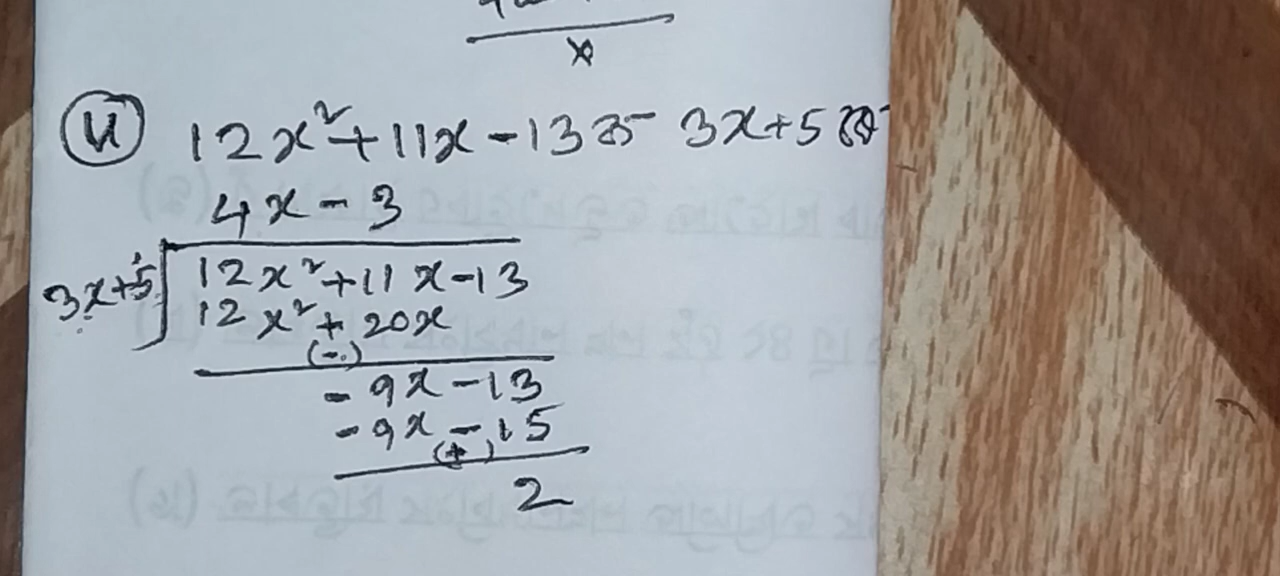 x
(ii) 12x² + 11x - 13 ସେ 3x+5
4x - 3
3x+5 12x² + 11x - 13
12x² + 20x
(-)
- 9x - 13
- 9x - 15
(+)
2